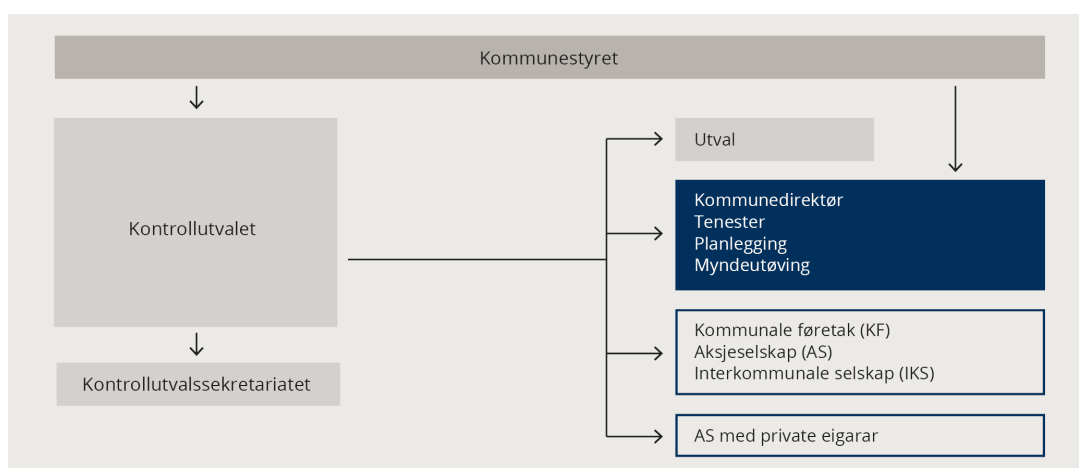 Kommunestyret
Kontrollutvalet
Kontrollutvalssekretariatet
Utval
Kommunedirektør
Tenester
Planlegging
Myndeutøving
Kommunale føretak (KF)
Aksjeselskap (AS)
Interkommunale selskap (IKS)
AS med private eigarar